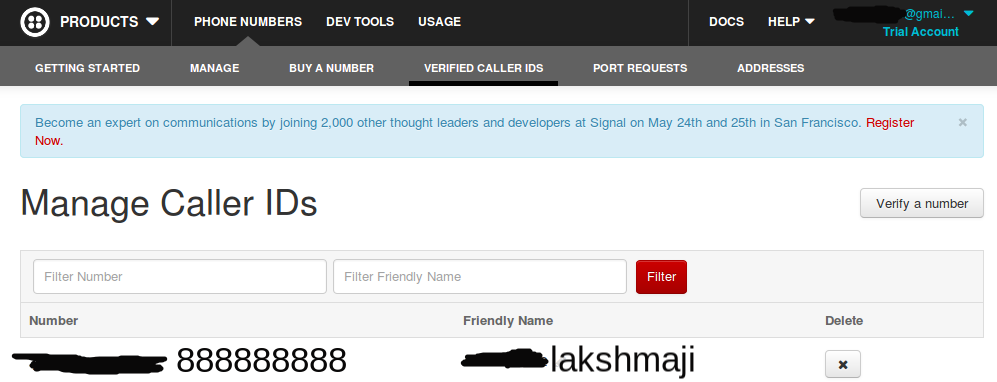 PRODUCTS PHONE NUMBERS DEV TOOLS USAGE DOCS HELP @gmai...
Trial Account
GETTING STARTED MANAGE BUY A NUMBER VERIFIED CALLER IDS PORT REQUESTS ADDRESSES
Become an expert on communications by joining 2,000 other thought leaders and developers at Signal on May 24th and 25th in San Francisco. Register
Now.
Manage Caller IDs Verify a number
Filter Number Filter Friendly Name Filter
Number Friendly Name Delete
888888888 lakshmaji